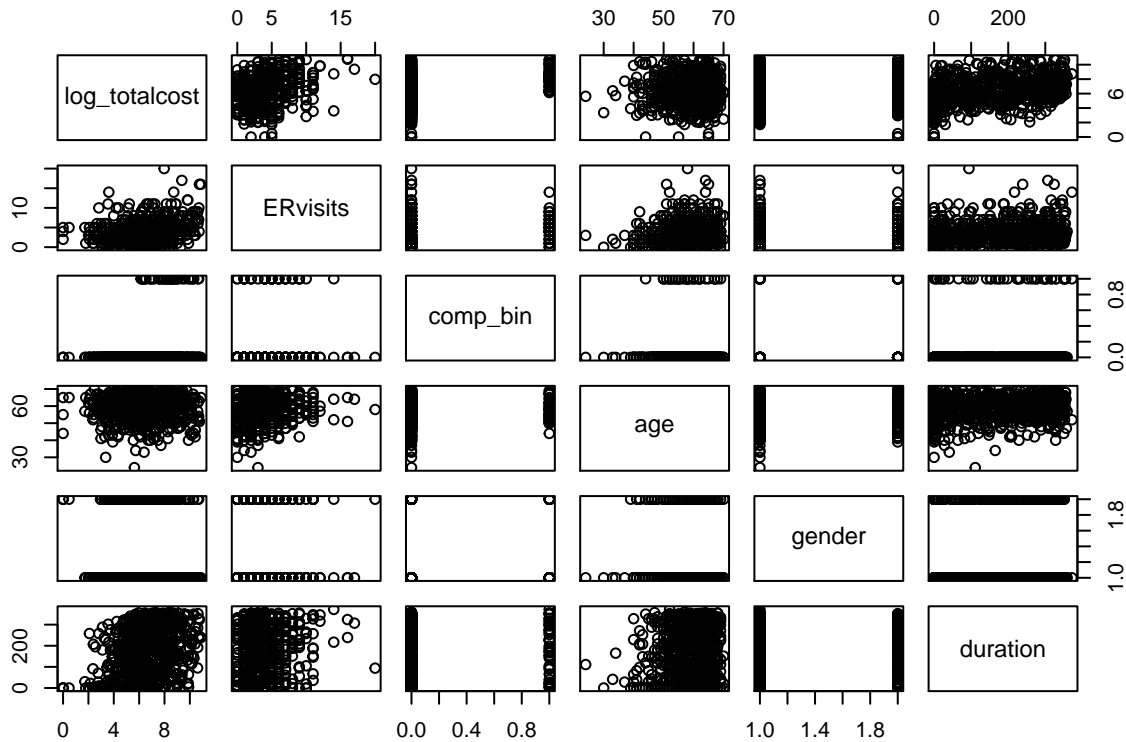 0 5 15 30 50 70 0 200
log_totalcost 0 6
0 10 ERvisits
comp_bin 0.0 0.8
30 60 age
gender 1.0 1.8
0 200 duration
0 4 8 0.0 0.4 0.8 1.0 1.4 1.8